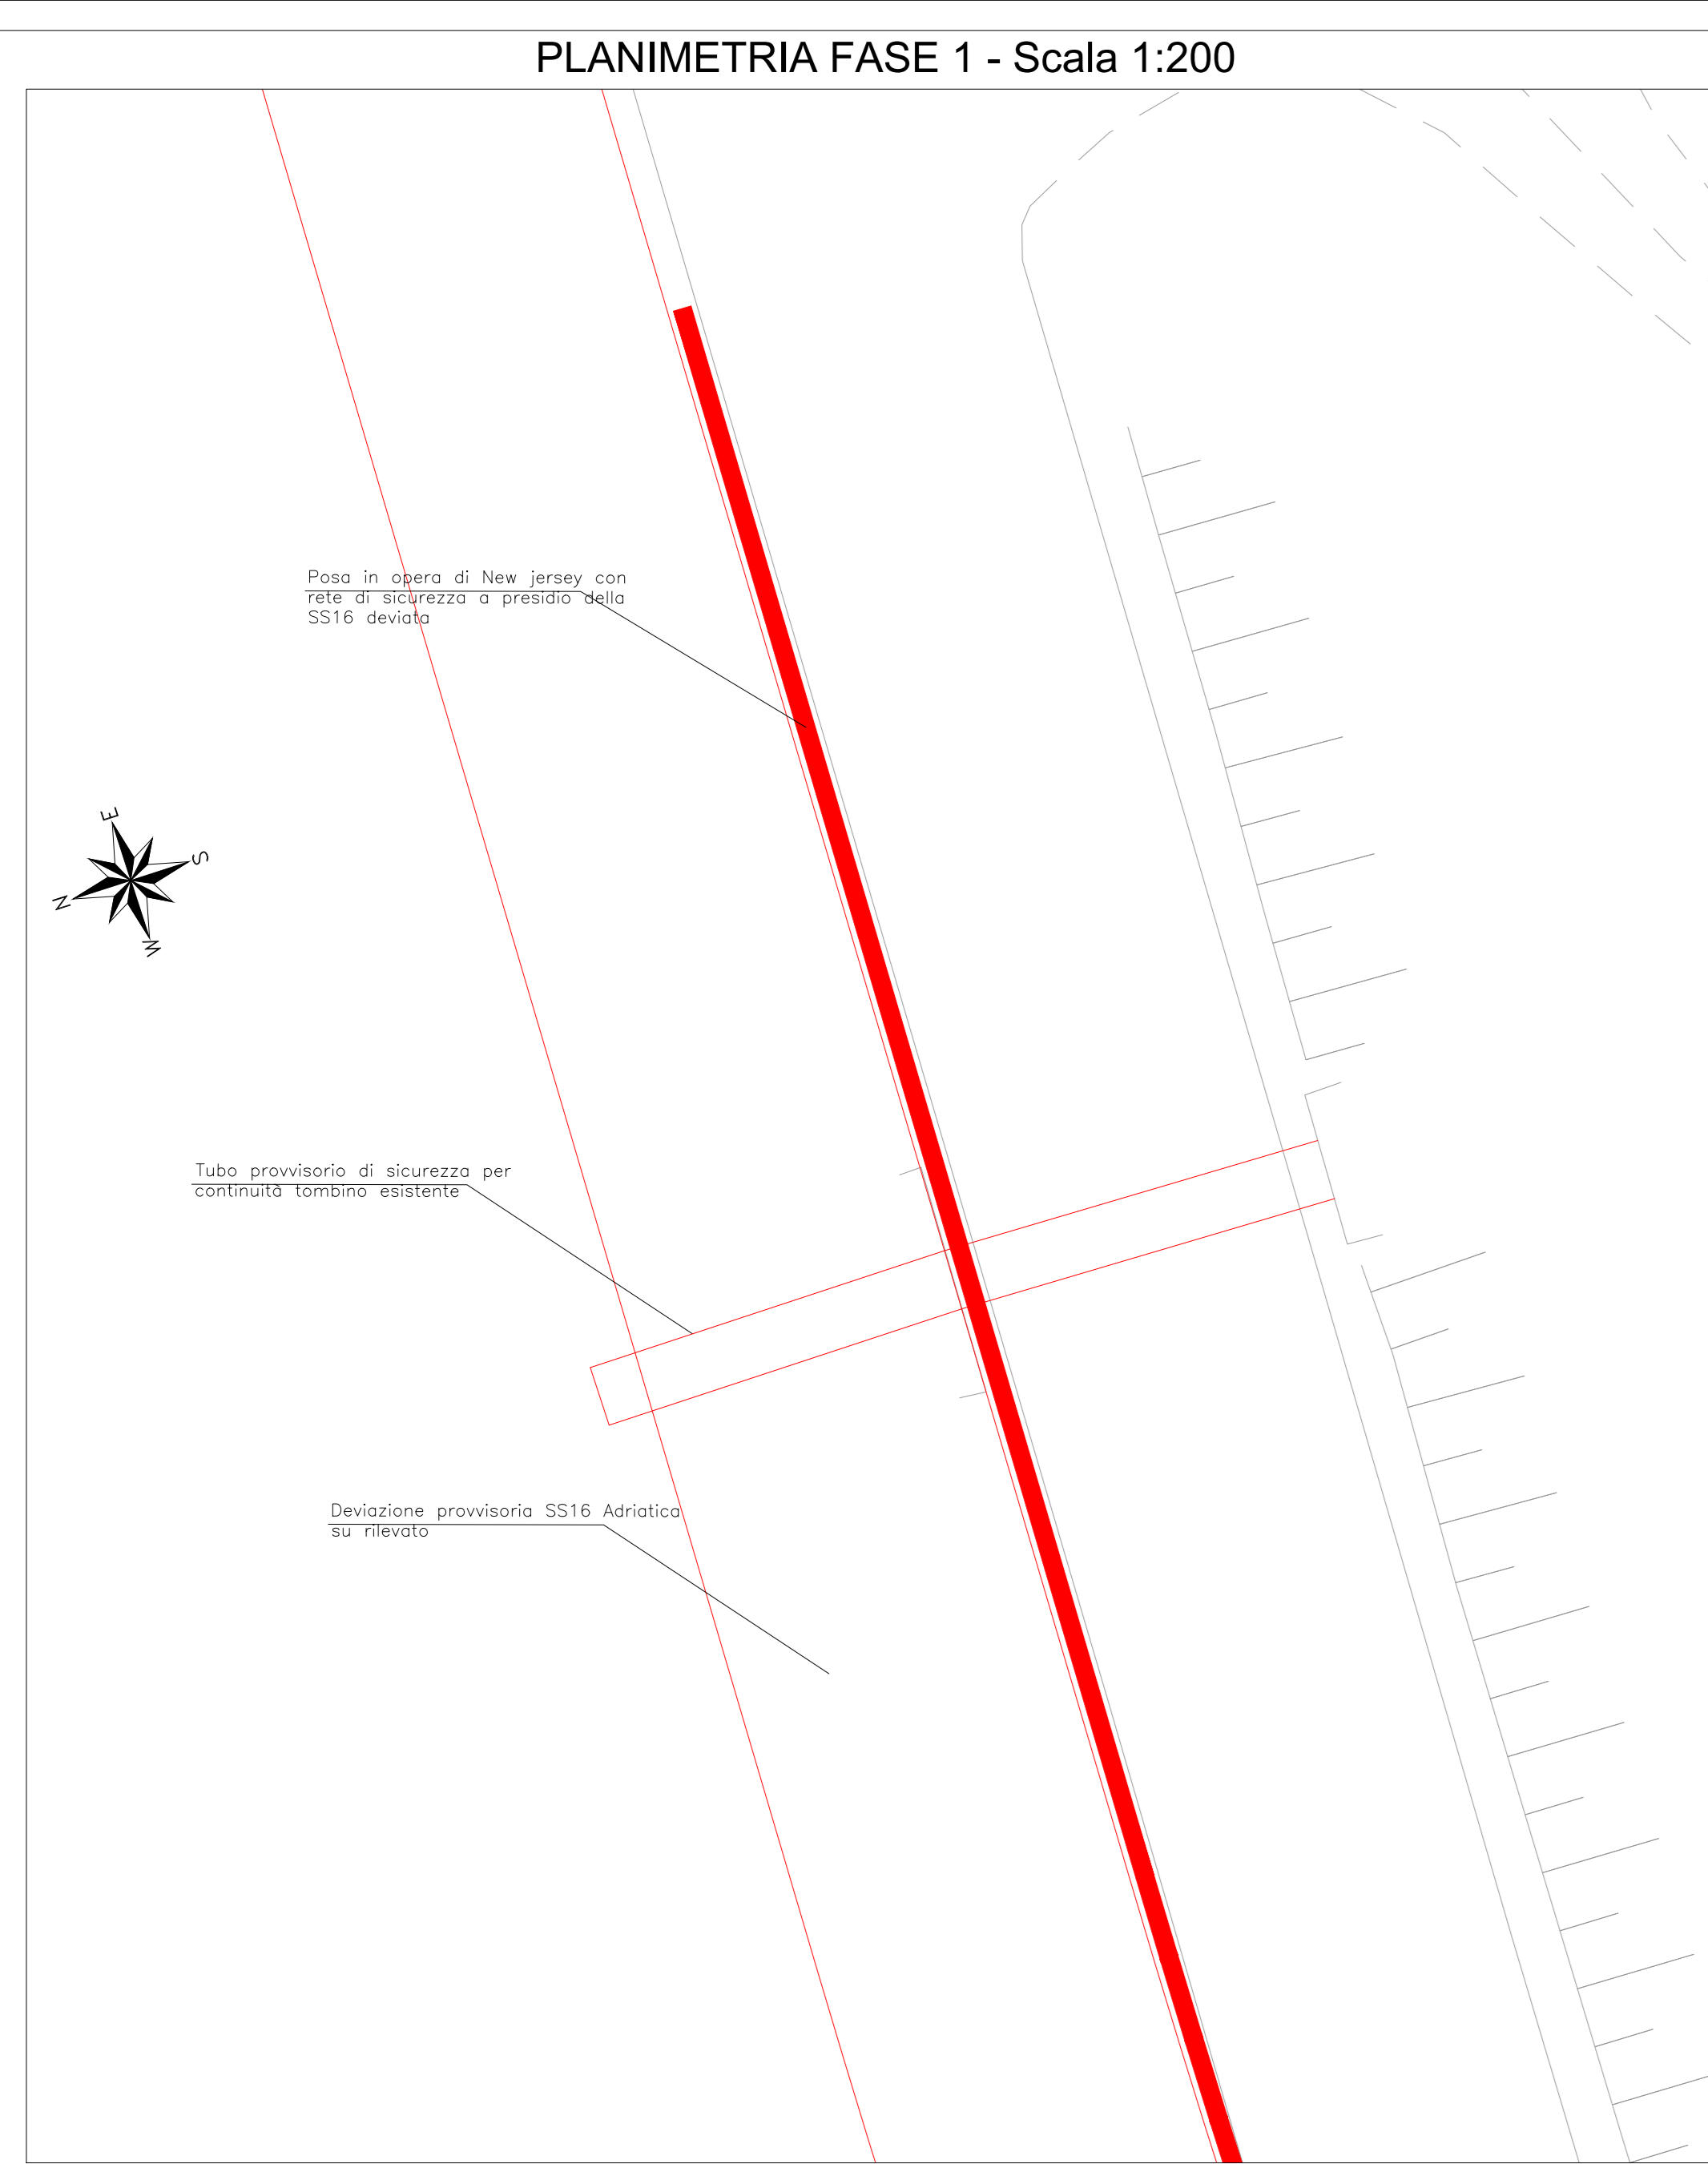 PLANIMETRIA FASE 1 - Scala 1:200
Posa in opera di New jersey con
rete di sicurezza a presidio della
SS16 deviata
E
S
N
W
Tubo provvisorio di sicurezza per
continuità tombino esistente
Deviazione provvisoria SS16 Adriatica
su rilevato